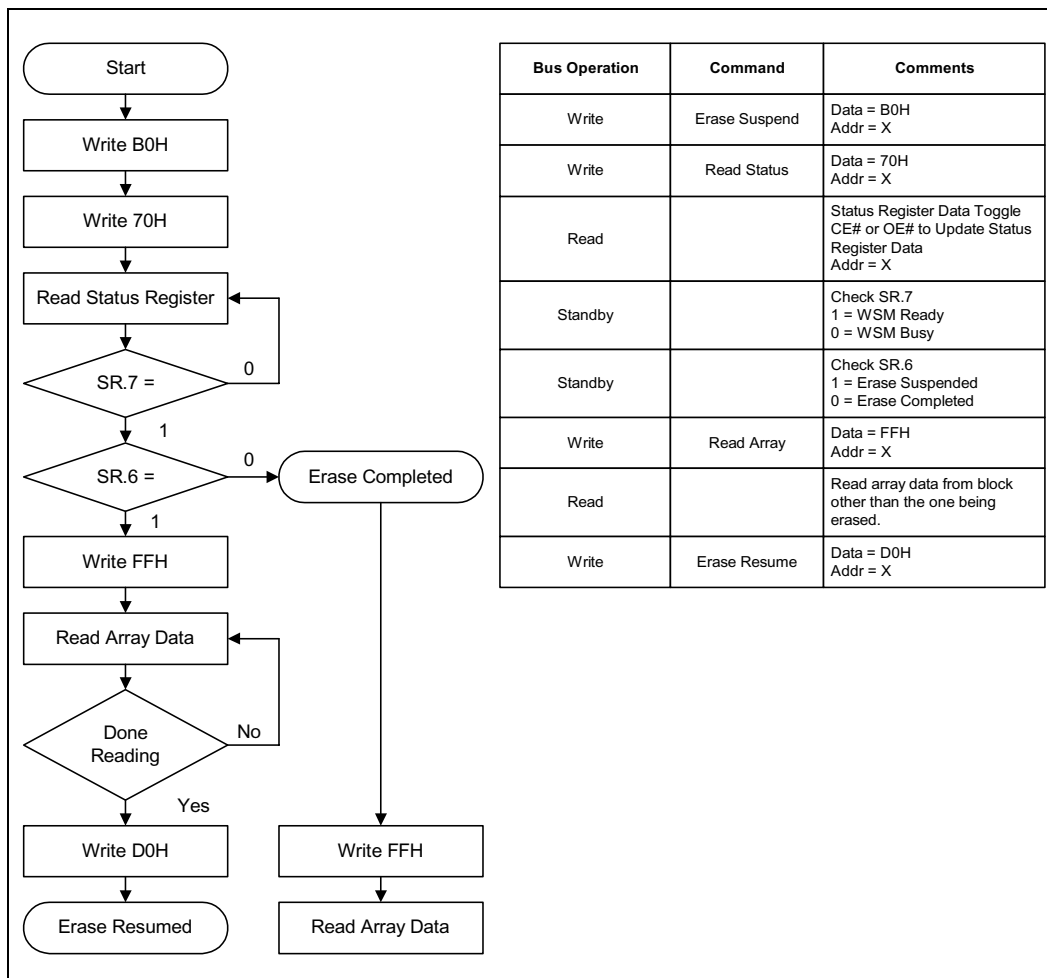 Start
Write B0H
Write 70H
Read Status Register
SR.7 =
0
1
SR.6 =
0
Erase Completed
1
Write FFH
Read Array Data
Done
Reading
No
Yes
Write D0H
Write FFH
Erase Resumed
Read Array Data
Bus Operation Command Comments
Write Erase Suspend Data = B0H
Addr = X
Write Read Status Data = 70H
Addr = X
Read Status Register Data Toggle
CE# or OE# to Update Status
Register Data
Addr = X
Standby Check SR.7
1 = WSM Ready
0 = WSM Busy
Standby Check SR.6
1 = Erase Suspended
0 = Erase Completed
Write Read Array Data = FFH
Addr = X
Read Read array data from block
other than the one being
erased.
Write Erase Resume Data = D0H
Addr = X